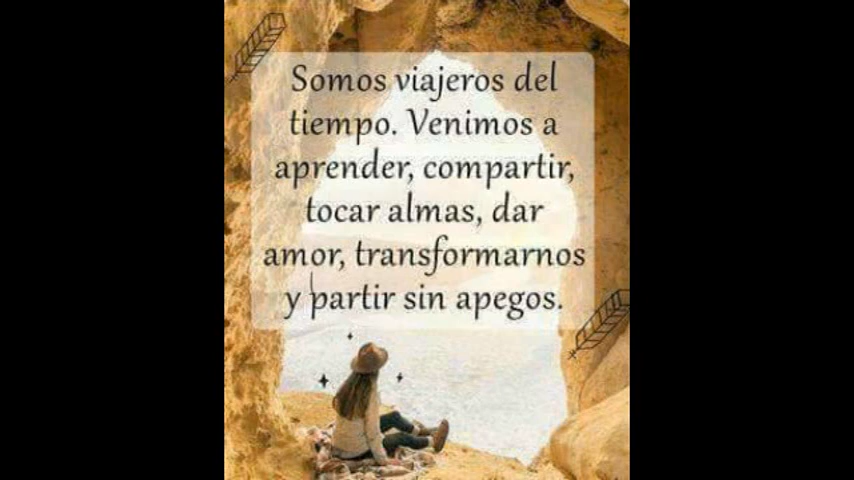 Somos viajeros del
tiempo. Venimos a
aprender, compartir,
tocar almas, dar
amor, transformarnos
y partir sin apegos.